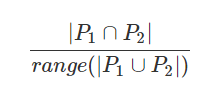 |P₁ ∩ P₂|
range(|P₁ ∪ P₂|)